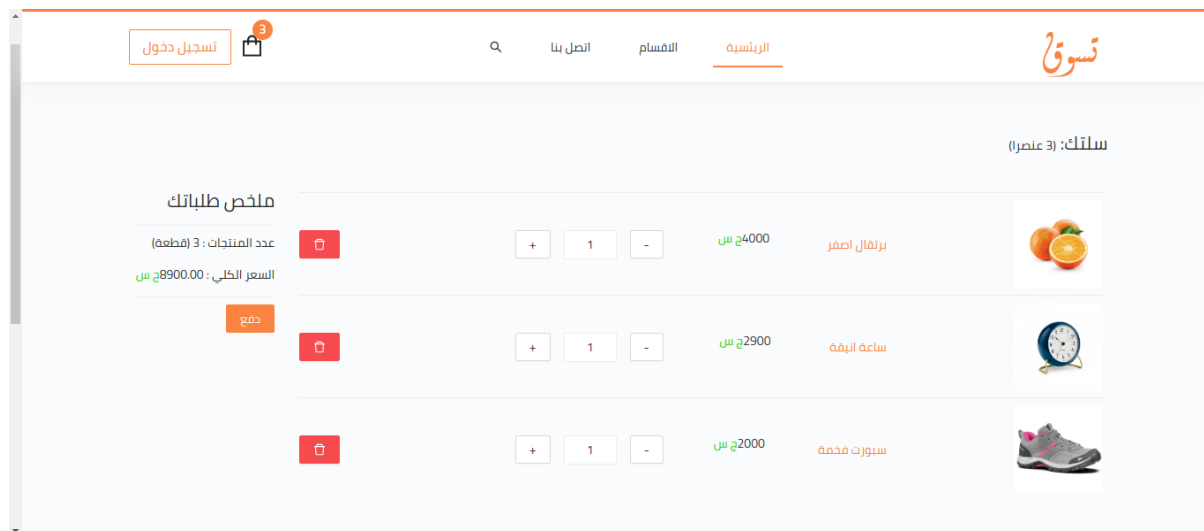 تسوق
الريئسية
الاقسام
اتصل بنا
3
تسجيل دخول
سلتك: (3 عنصرا)
برتقال اصفر
4000ج س
-
1
+
ساعة انيقة
2900ج س
-
1
+
سبورت فخمة
2000ج س
-
1
+
ملخص طلباتك
عدد المنتجات : 3 (قطعة)
السعر الكلي : 8900.00ج س
دفع